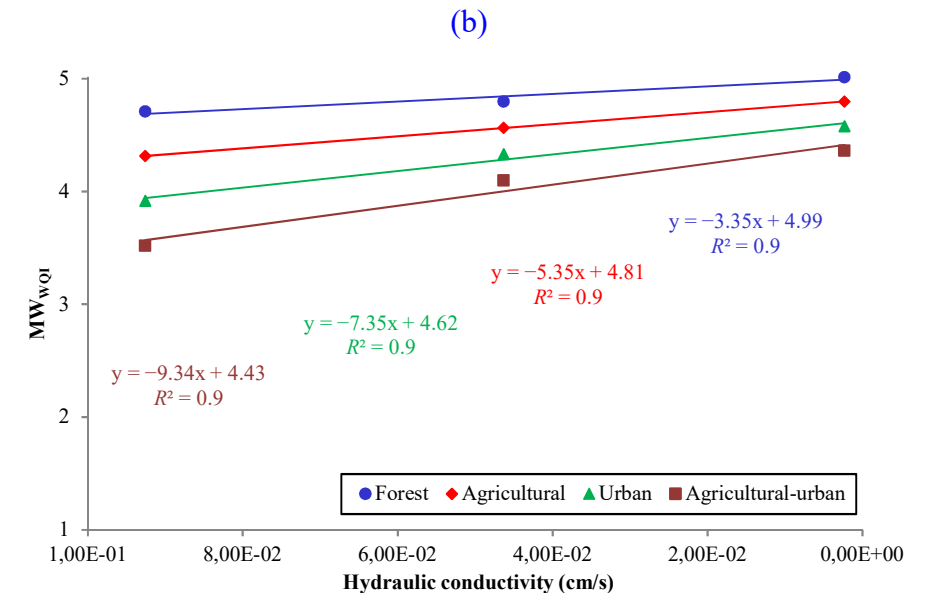 (b)
5
4
3
2
1
MW_WQI
y = −3.35x + 4.99
R² = 0.9
y = −5.35x + 4.81
R² = 0.9
y = −7.35x + 4.62
R² = 0.9
y = −9.34x + 4.43
R² = 0.9
Forest Agricultural Urban Agricultural-urban
1,00E-01 8,00E-02 6,00E-02 4,00E-02 2,00E-02 0,00E+00
Hydraulic conductivity (cm/s)